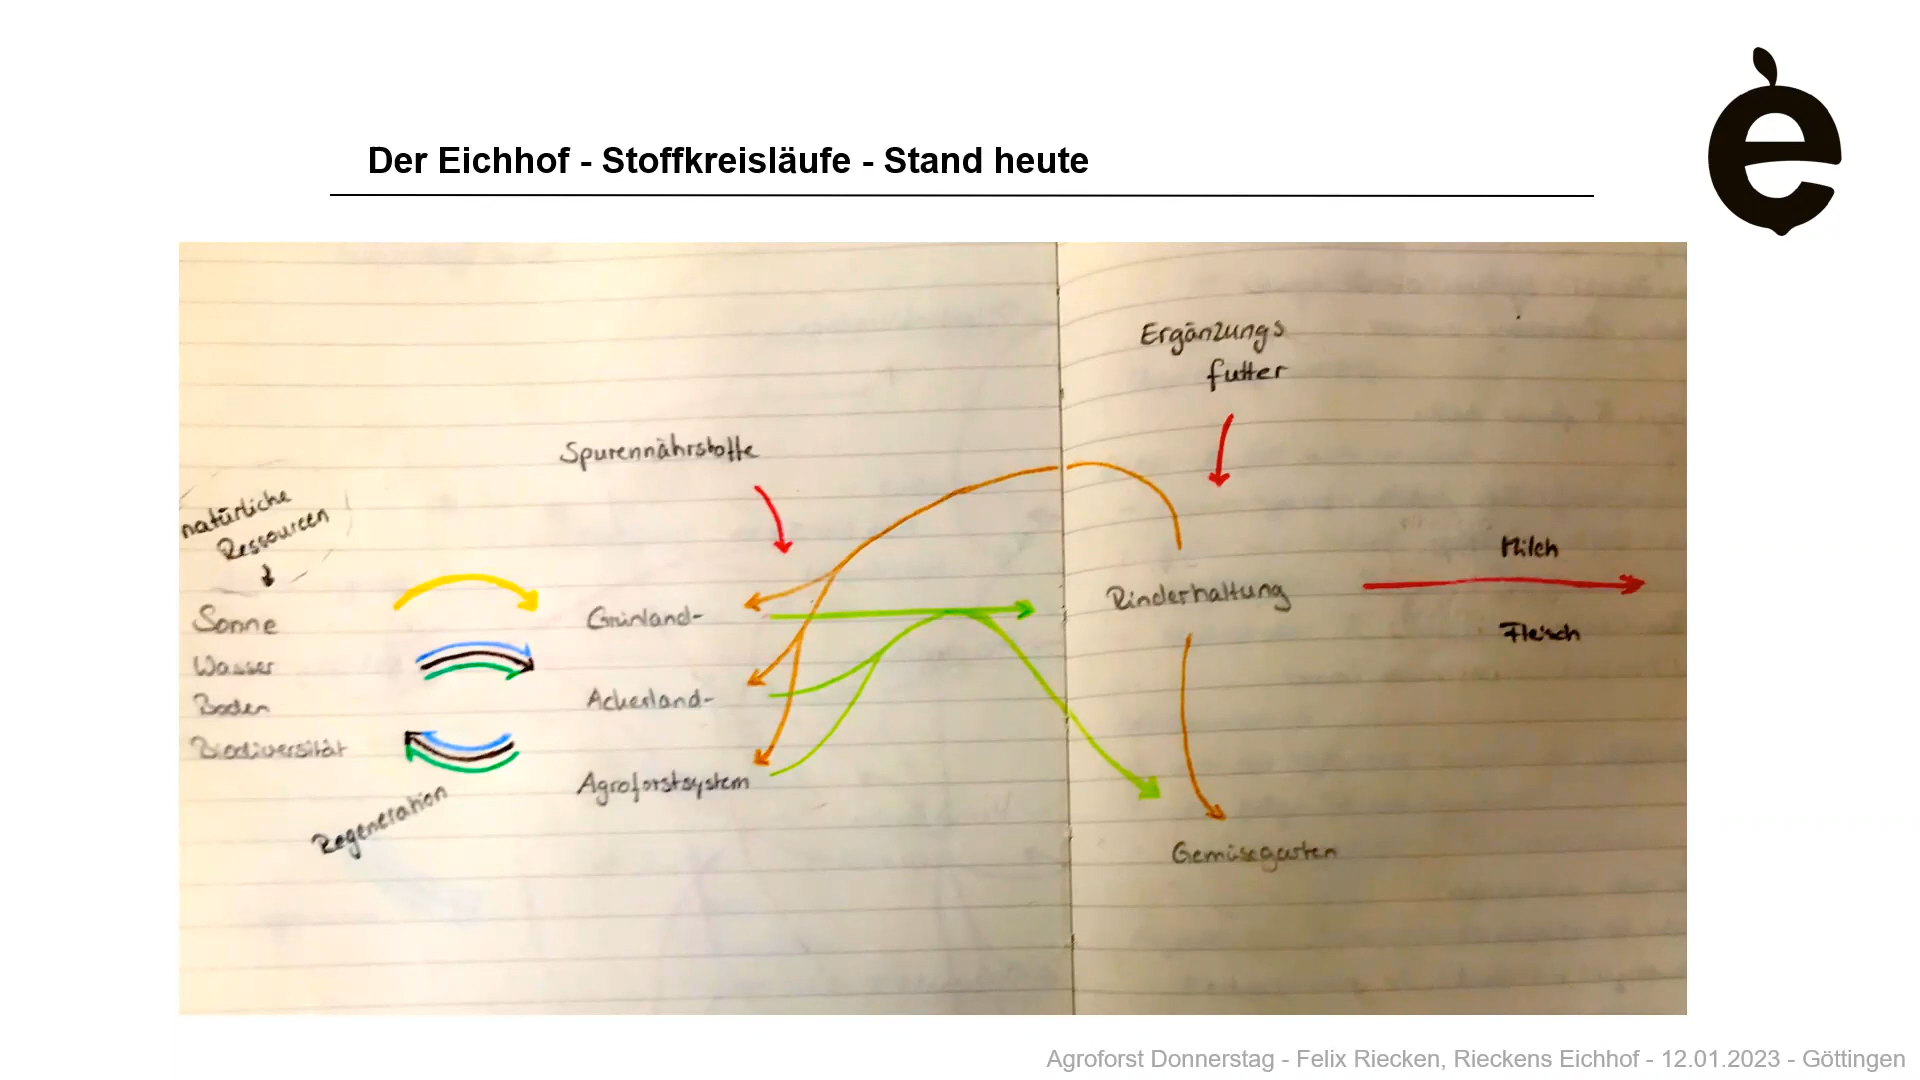 Der Eichhof - Stoffkreisläufe - Stand heute
Ergänzungs
futter
Spurennährstoffe
natürliche
Ressourcen
Sonne
Wasser
Boden
Biodiversität
Regeneration
Grünland-
Ackerland-
Agroforstsystem
Rinderhaltung
Milch
Fleisch
Gemüsegarten
Agroforst Donnerstag - Felix Riecken, Rieckens Eichhof - 12.01.2023 - Göttingen